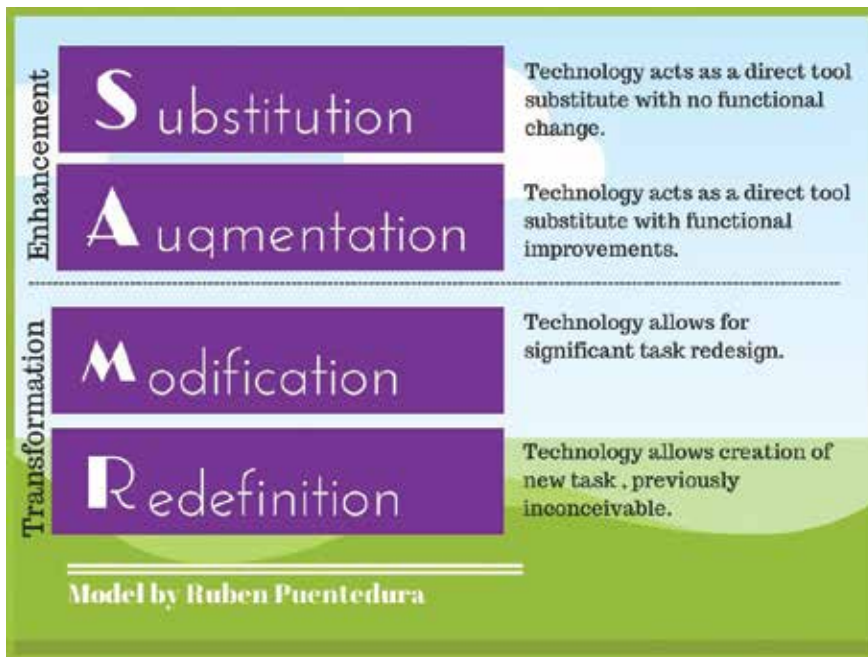 Enhancement
Substitution
Technology acts as a direct tool
substitute with no functional
change.
Auqmentation
Technology acts as a direct tool
substitute with functional
improvements.
Transformation
Modification
Technology allows for
significant task redesign.
Redefinition
Technology allows creation of
new task , previously
inconceivable.
Model by Ruben Puentedura